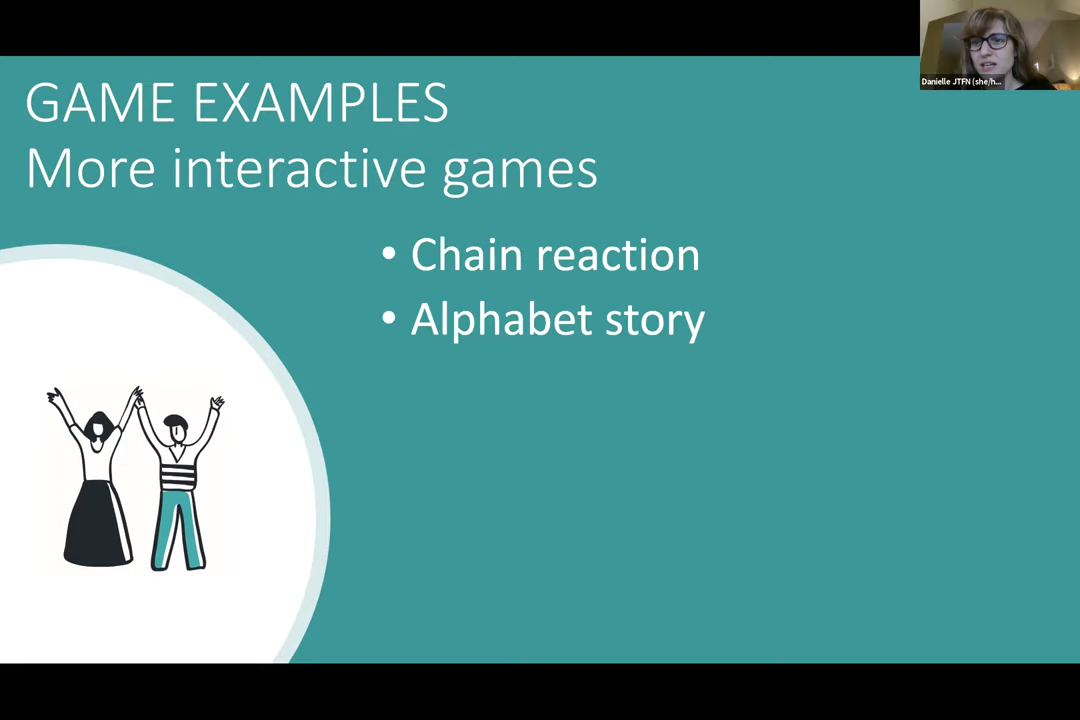 GAME EXAMPLES
More interactive games
• Chain reaction
• Alphabet story
Danielle JTFN (she/h...